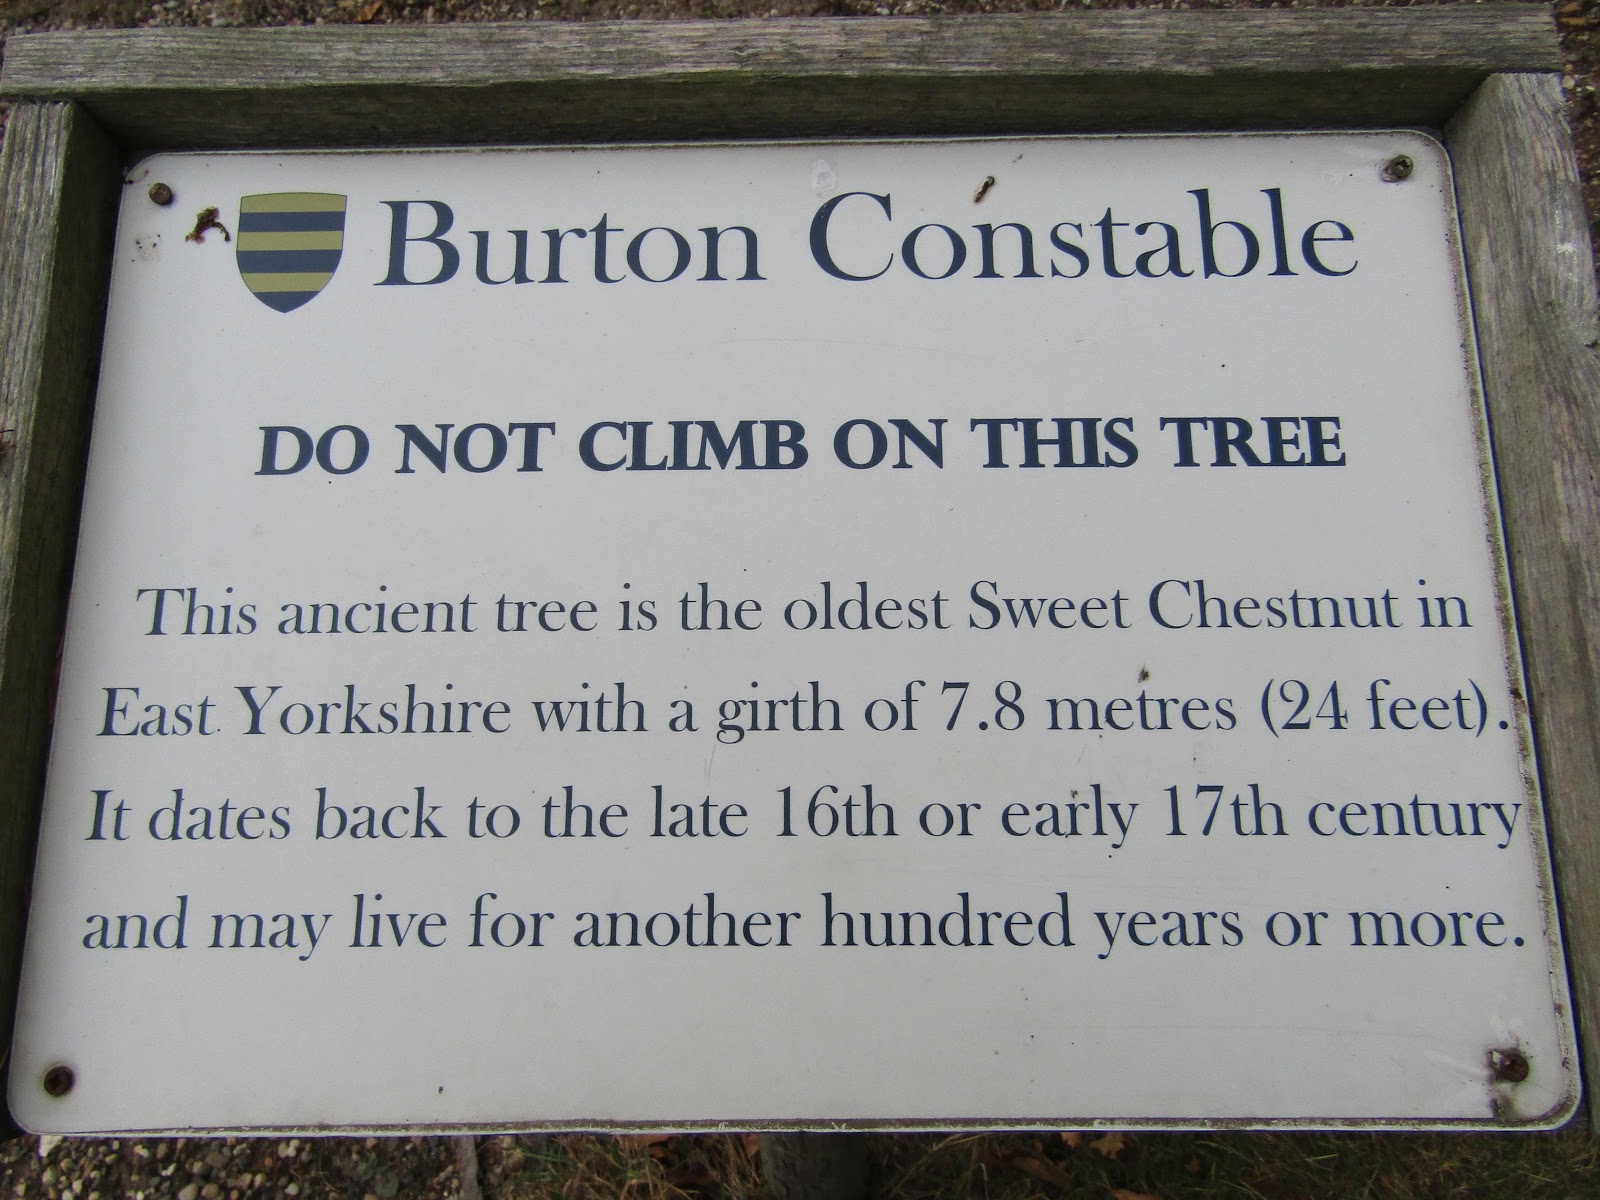 Burton Constable
DO NOT CLIMB ON THIS TREE
This ancient tree is the oldest Sweet Chestnut in
East Yorkshire with a girth of 7.8 metres (24 feet).
It dates back to the late 16th or early 17th century
and may live for another hundred years or more.